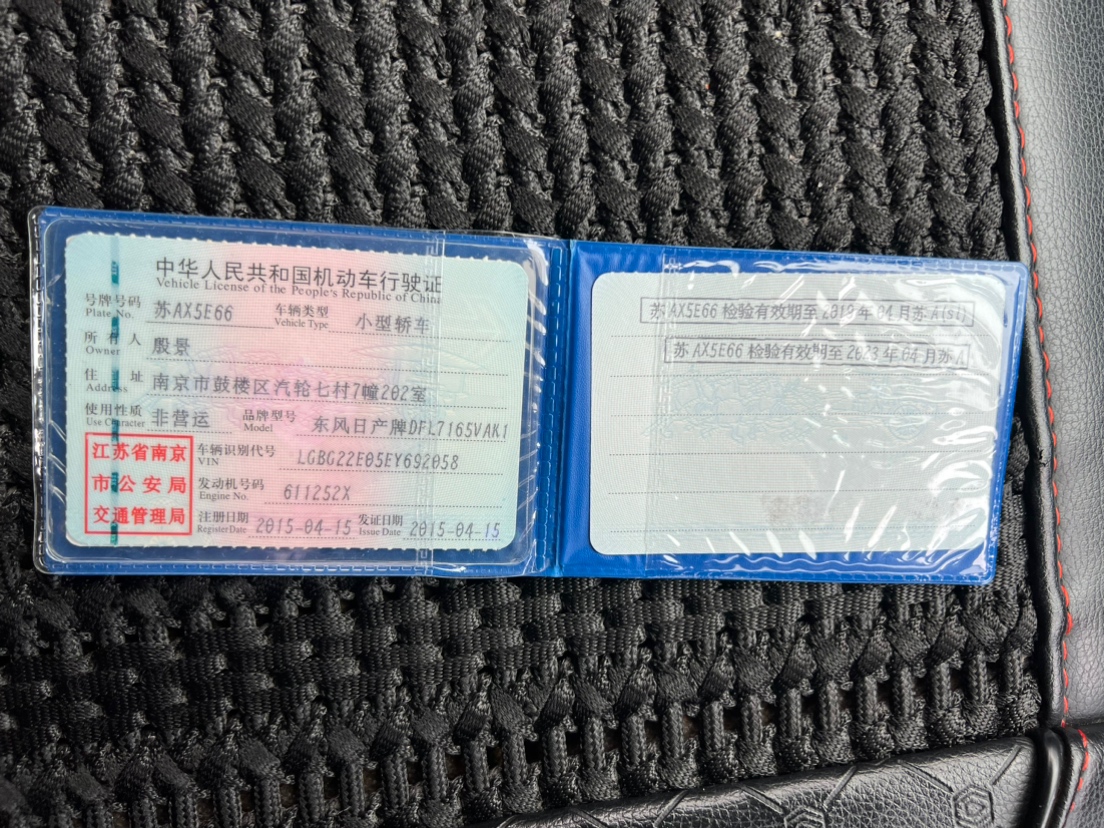 中华人民共和国机动车行驶证
Vehicle License of the People's Republic of China
号牌号码 苏AX5E66 车辆类型 小型轿车
Plate No. Vehicle Type
所有人 殷景
Owner
住址 南京市鼓楼区汽轮七村7幢202室
Address
使用性质 非营运 品牌型号 东风日产牌DFL7165VAK1
Use Character Model
江苏省南京
市公安局
交通管理局
车辆识别代号 LGBG22E05EY692058
VIN
发动机号码 611252X
Engine No.
注册日期 2015-04-15 发证日期 2015-04-15
Register Date Issue Date
苏AX5E66 检验有效期至 2019年 04月苏A(st)
苏AX5E66 检验有效期至 2023年 04月苏A